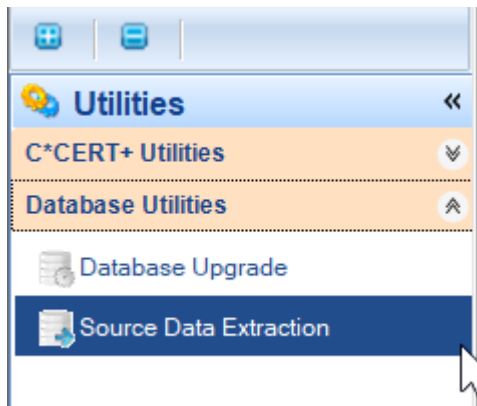 Utilities
C*CERT+ Utilities
Database Utilities
Database Upgrade
Source Data Extraction